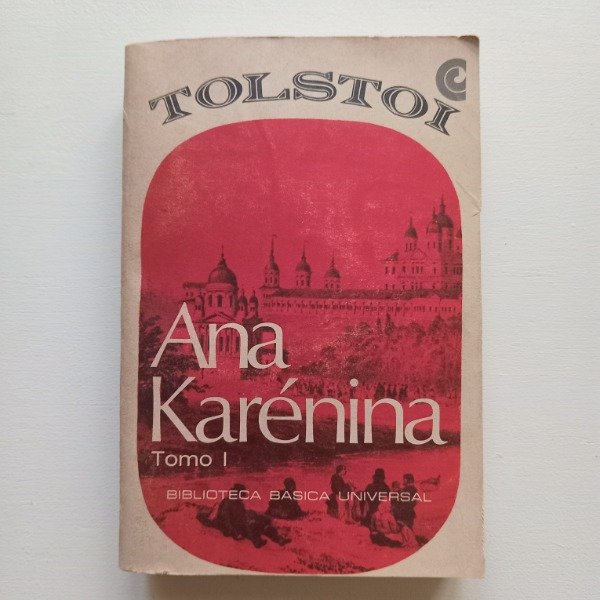 TOLSTOI
Ana
Karénina
Tomo I
BIBLIOTECA BASICA UNIVERSAL